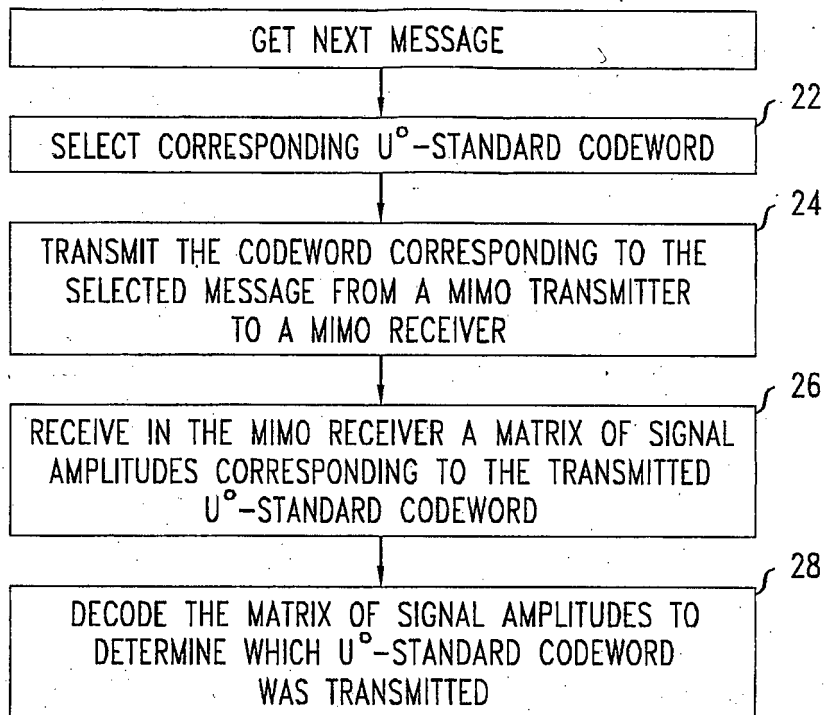 GET NEXT MESSAGE
22
SELECT CORRESPONDING U°-STANDARD CODEWORD
24
TRANSMIT THE CODEWORD CORRESPONDING TO THE
SELECTED MESSAGE FROM A MIMO TRANSMITTER
TO A MIMO RECEIVER
26
RECEIVE IN THE MIMO RECEIVER A MATRIX OF SIGNAL
AMPLITUDES CORRESPONDING TO THE TRANSMITTED
U°-STANDARD CODEWORD
28
DECODE THE MATRIX OF SIGNAL AMPLITUDES TO
DETERMINE WHICH U°-STANDARD CODEWORD
WAS TRANSMITTED